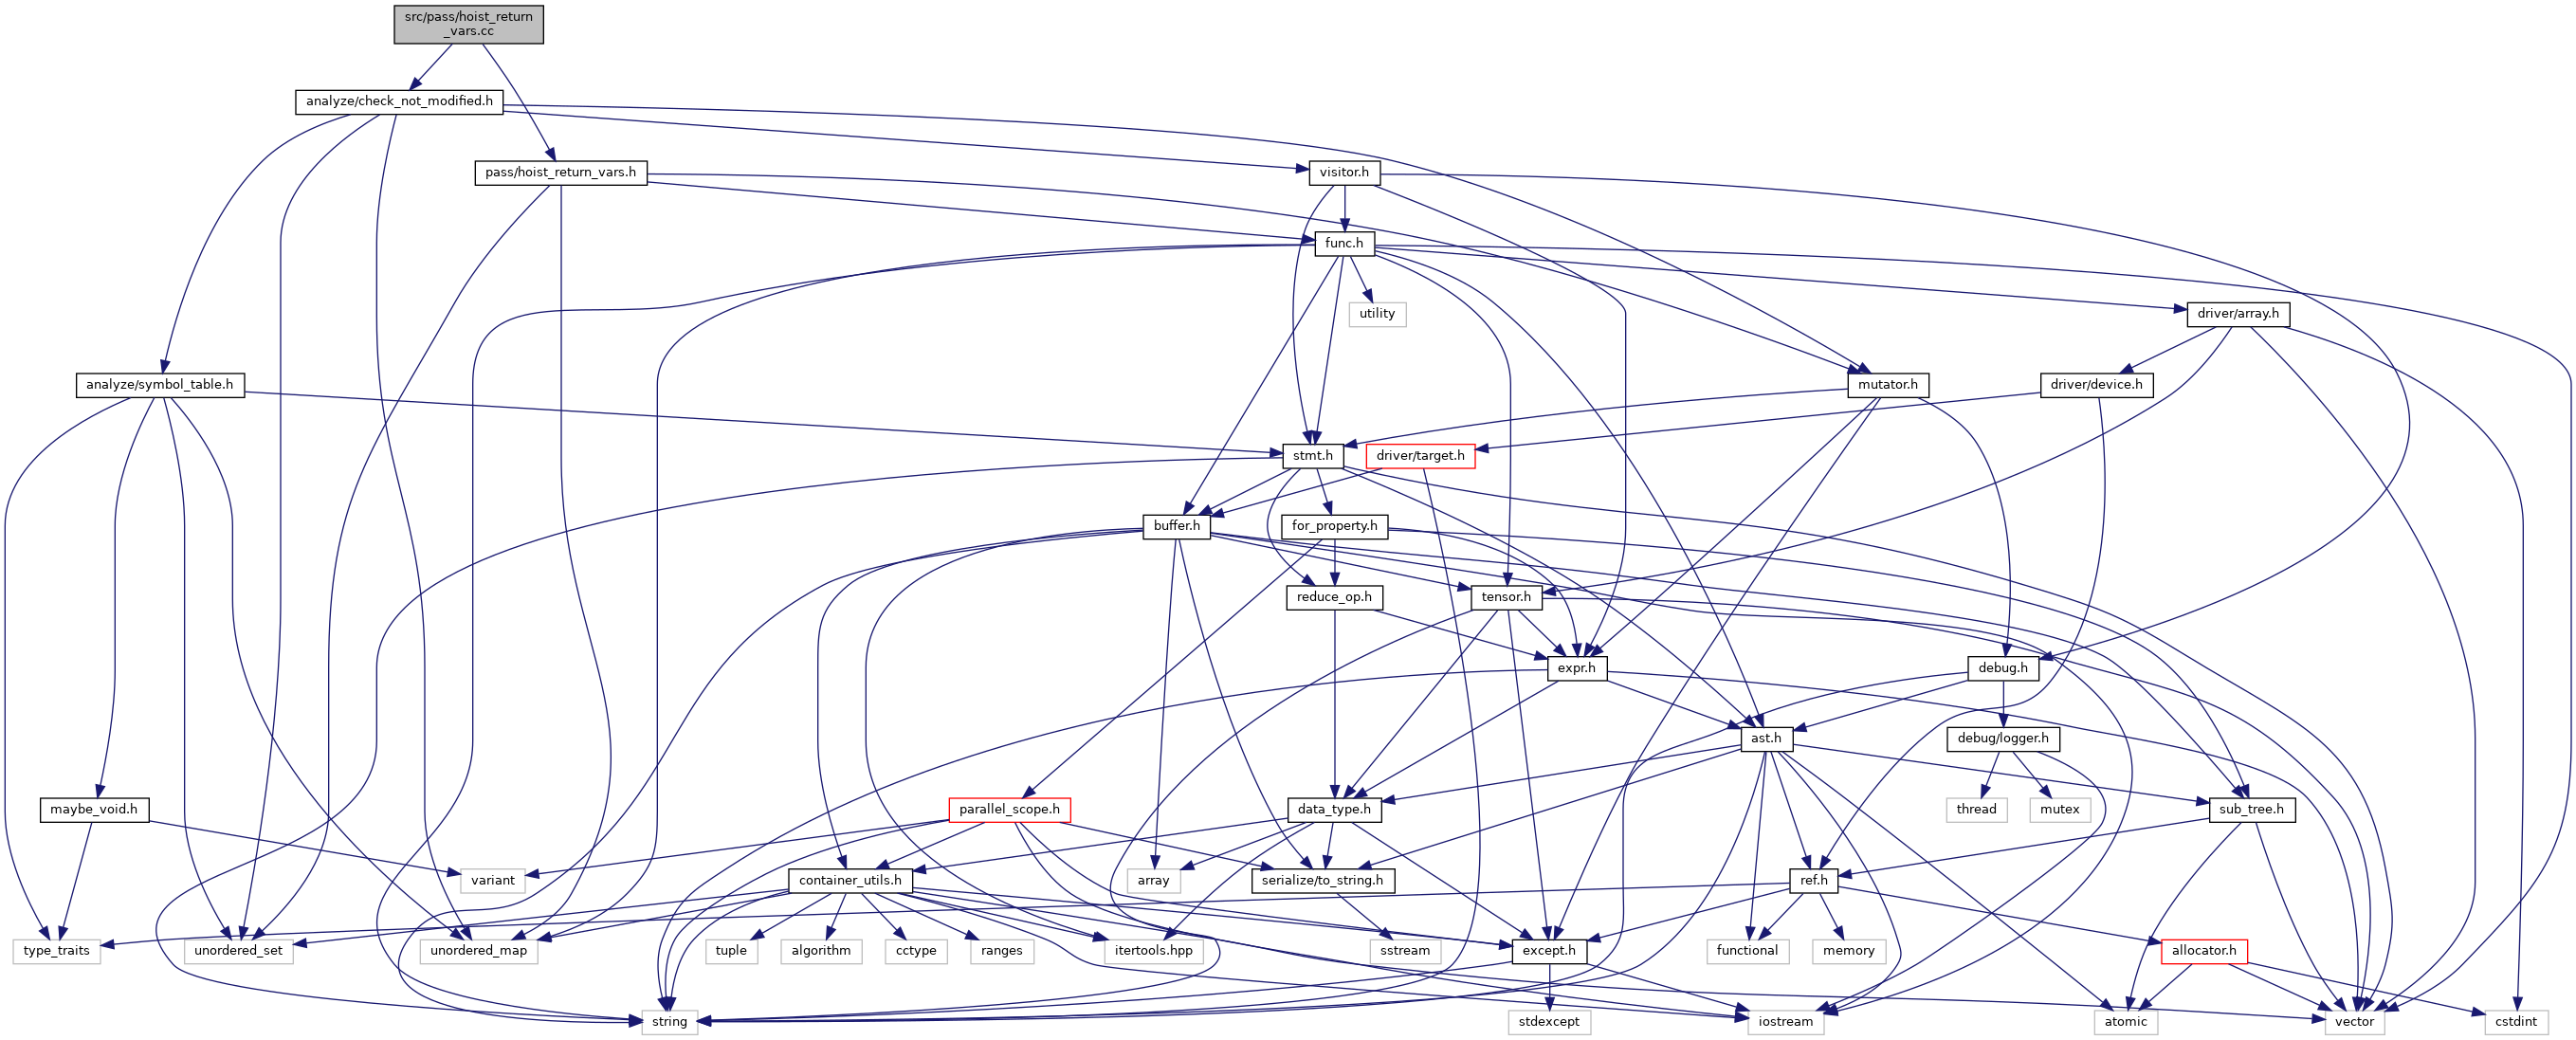 src/pass/hoist_return
_vars.cc
analyze/check_not_modified.h
pass/hoist_return_vars.h
visitor.h
func.h
utility
driver/array.h
analyze/symbol_table.h
mutator.h
driver/device.h
stmt.h
driver/target.h
buffer.h
for_property.h
reduce_op.h
tensor.h
expr.h
debug.h
ast.h
debug/logger.h
maybe_void.h
parallel_scope.h
data_type.h
thread
mutex
sub_tree.h
variant
container_utils.h
array
serialize/to_string.h
ref.h
type_traits
unordered_set
unordered_map
tuple
algorithm
cctype
ranges
itertools.hpp
sstream
except.h
functional
memory
allocator.h
string
stdexcept
iostream
atomic
vector
cstdint